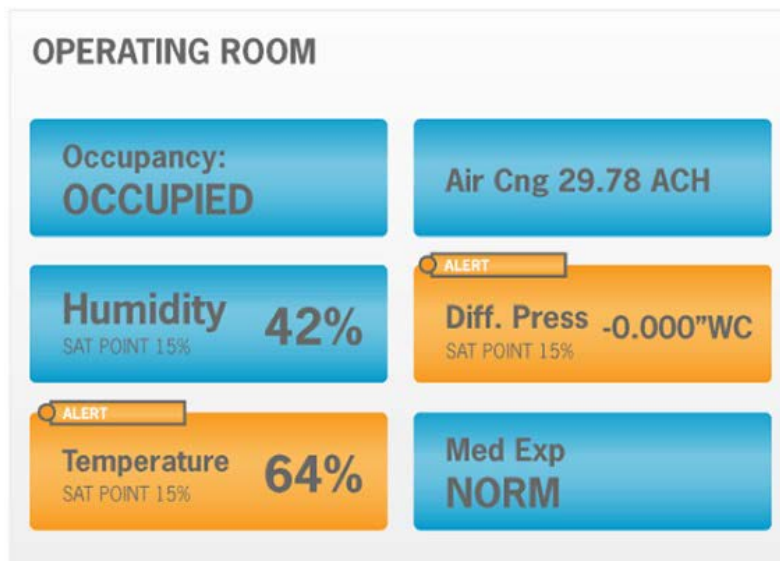 OPERATING ROOM
Occupancy:
OCCUPIED
Air Cng 29.78 ACH
Humidity 42%
SAT POINT 15%
ALERT
Diff. Press -0.000”WC
SAT POINT 15%
ALERT
Temperature 64%
SAT POINT 15%
Med Exp
NORM